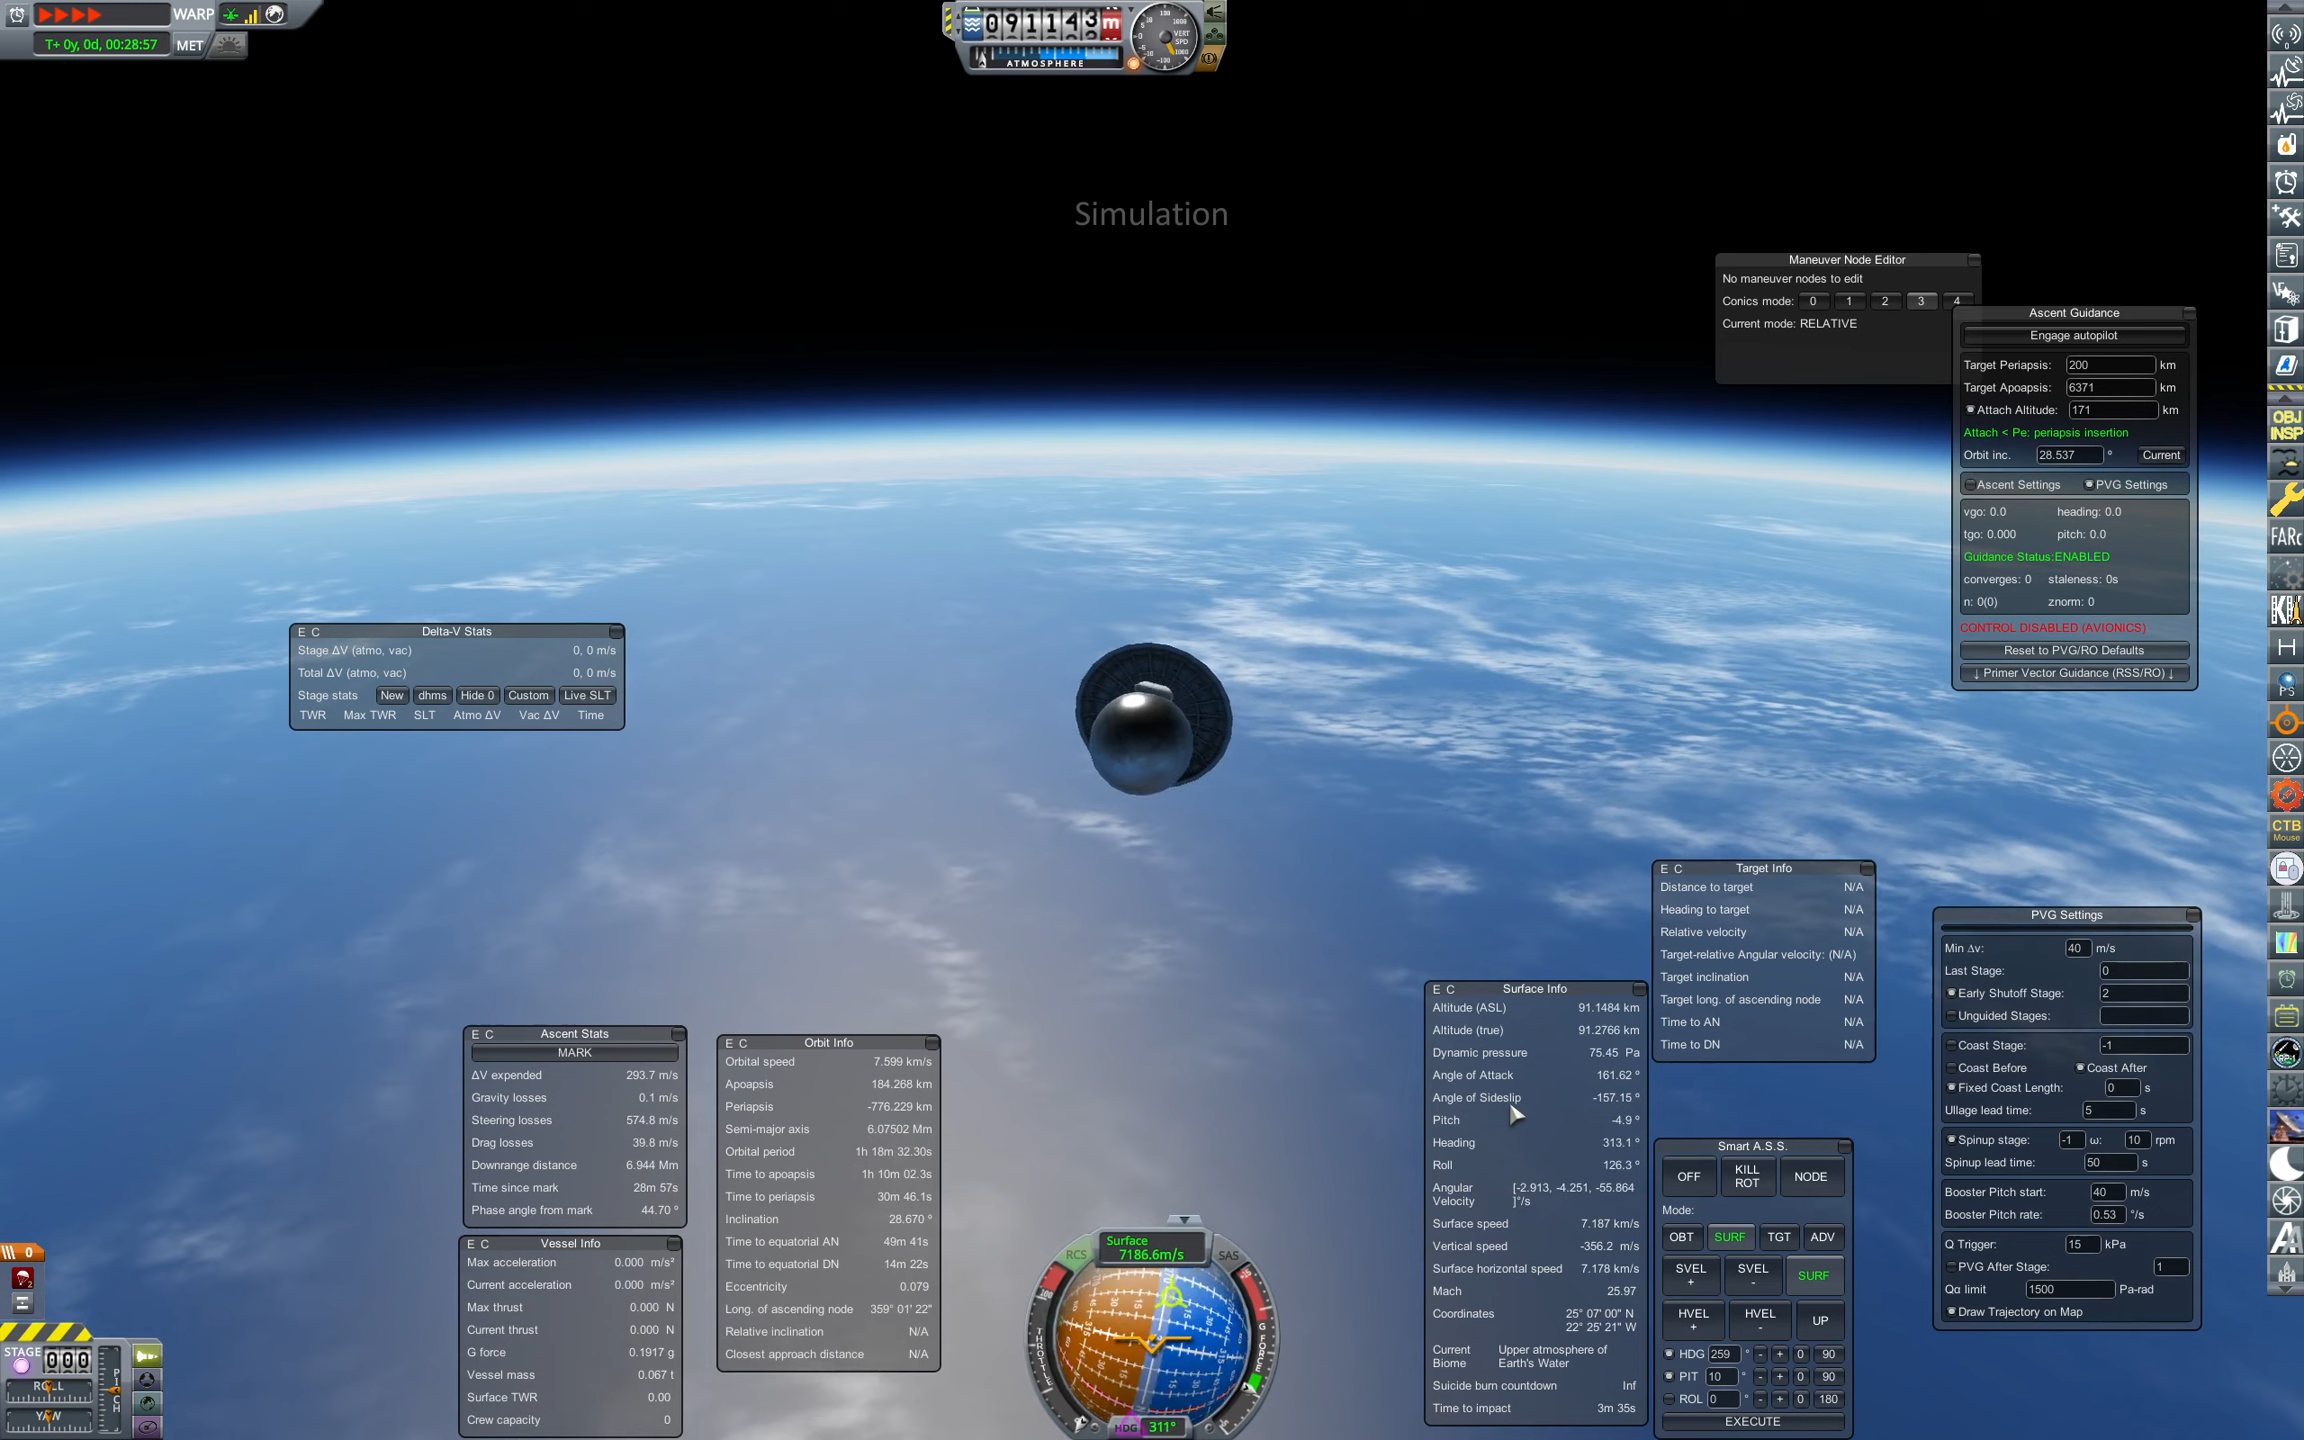 WARP
T+ 0y, 0d, 00:28:57
MET
091143 m
ATMOSPHERE
VERT
SPD
Simulation
Maneuver Node Editor
No maneuver nodes to edit
Conics mode: 0 1 2 3 4
Current mode: RELATIVE
Ascent Guidance
Engage autopilot
Target Periapsis: 200 km
Target Apoapsis: 6371 km
Attach Altitude: 171 km
Attach < Pe: periapsis insertion
Orbit inc. 28.537 º Current
Ascent Settings PVG Settings
vgo: 0.0 heading: 0.0
tgo: 0.000 pitch: 0.0
Guidance Status:ENABLED
converges: 0 staleness: 0s
n: 0(0) znorm: 0
CONTROL DISABLED (AVIONICS)
Reset to PVG/RO Defaults
↓ Primer Vector Guidance (RSS/RO) ↓
E C Delta-V Stats
Stage ΔV (atmo, vac) 0, 0 m/s
Total ΔV (atmo, vac) 0, 0 m/s
Stage stats New dhms Hide 0 Custom Live SLT
TWR Max TWR SLT Atmo ΔV Vac ΔV Time
E C Target Info
Distance to target N/A
Heading to target N/A
Relative velocity N/A
Target-relative Angular velocity: (N/A)
Target inclination N/A
Target long. of ascending node N/A
Time to AN N/A
Time to DN N/A
PVG Settings
Min Δv: 40 m/s
Last Stage: 0
Early Shutoff Stage: 2
Unguided Stages:
Coast Stage: -1
Coast Before Coast After
Fixed Coast Length: 0 s
Ullage lead time: 5 s
Spinup stage: -1 ω: 10 rpm
Spinup lead time: 50 s
Booster Pitch start: 40 m/s
Booster Pitch rate: 0.53 °/s
Q Trigger: 15 kPa
PVG After Stage: 1
Qα limit 1500 Pa-rad
Draw Trajectory on Map
E C Surface Info
Altitude (ASL) 91.1484 km
Altitude (true) 91.2766 km
Dynamic pressure 75.45 Pa
Angle of Attack 161.62 º
Angle of Sideslip -157.15 º
Pitch -4.9 º
Heading 313.1 º
Roll 126.3 º
Angular [-2.913, -4.251, -55.864
Velocity ]°/s
Surface speed 7.187 km/s
Vertical speed -356.2 m/s
Surface horizontal speed 7.178 km/s
Mach 25.97
Coordinates 25° 07' 00" N
22° 25' 21" W
Current Upper atmosphere of
Biome Earth's Water
Suicide burn countdown Inf
Time to impact 3m 35s
Smart A.S.S.
OFF KILL ROT NODE
Mode:
OBT SURF TGT ADV
SVEL + SVEL - SURF
HVEL + HVEL - UP
HDG 259 ° - + 0 90
PIT 10 ° - + 0 90
ROL 0 ° - + 0 180
EXECUTE
E C Ascent Stats
MARK
ΔV expended 293.7 m/s
Gravity losses 0.1 m/s
Steering losses 574.8 m/s
Drag losses 39.8 m/s
Downrange distance 6.944 Mm
Time since mark 28m 57s
Phase angle from mark 44.70 º
E C Vessel Info
Max acceleration 0.000 m/s²
Current acceleration 0.000 m/s²
Max thrust 0.000 N
Current thrust 0.000 N
G force 0.1917 g
Vessel mass 0.067 t
Surface TWR 0.00
Crew capacity 0
E C Orbit Info
Orbital speed 7.599 km/s
Apoapsis 184.268 km
Periapsis -776.229 km
Semi-major axis 6.07502 Mm
Orbital period 1h 18m 32.30s
Time to apoapsis 1h 10m 02.3s
Time to periapsis 30m 46.1s
Inclination 28.670 º
Time to equatorial AN 49m 41s
Time to equatorial DN 14m 22s
Eccentricity 0.079
Long. of ascending node 359° 01' 22"
Relative inclination N/A
Closest approach distance N/A
Surface
7186.6m/s
RCS SAS
THROTTLE
G FORCE
HDG 311°
0
2
STAGE 000
ROLL
YAW
PITCH
OBJ
INSP
FARc
PS
CTB
Mouse
RP-1